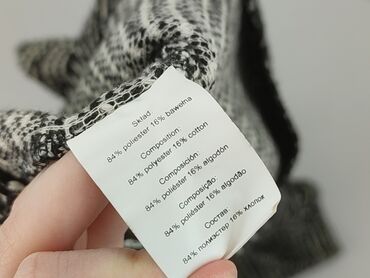 Skład:
84% poliester 16% bawełna
Composition:
84% polyester 16% cotton
Composición:
84% poliéster 16% algodón
Composição:
84% poliéster 16% algodão
Состав:
84% полиэстер 16% хлопок